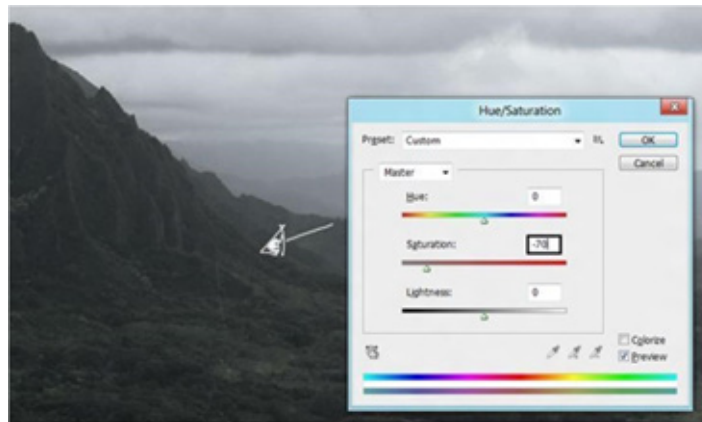 Hue/Saturation
Preset: Custom
OK
Cancel
Master
Hue: 0
Saturation: -70
Lightness: 0
Colorize
Preview